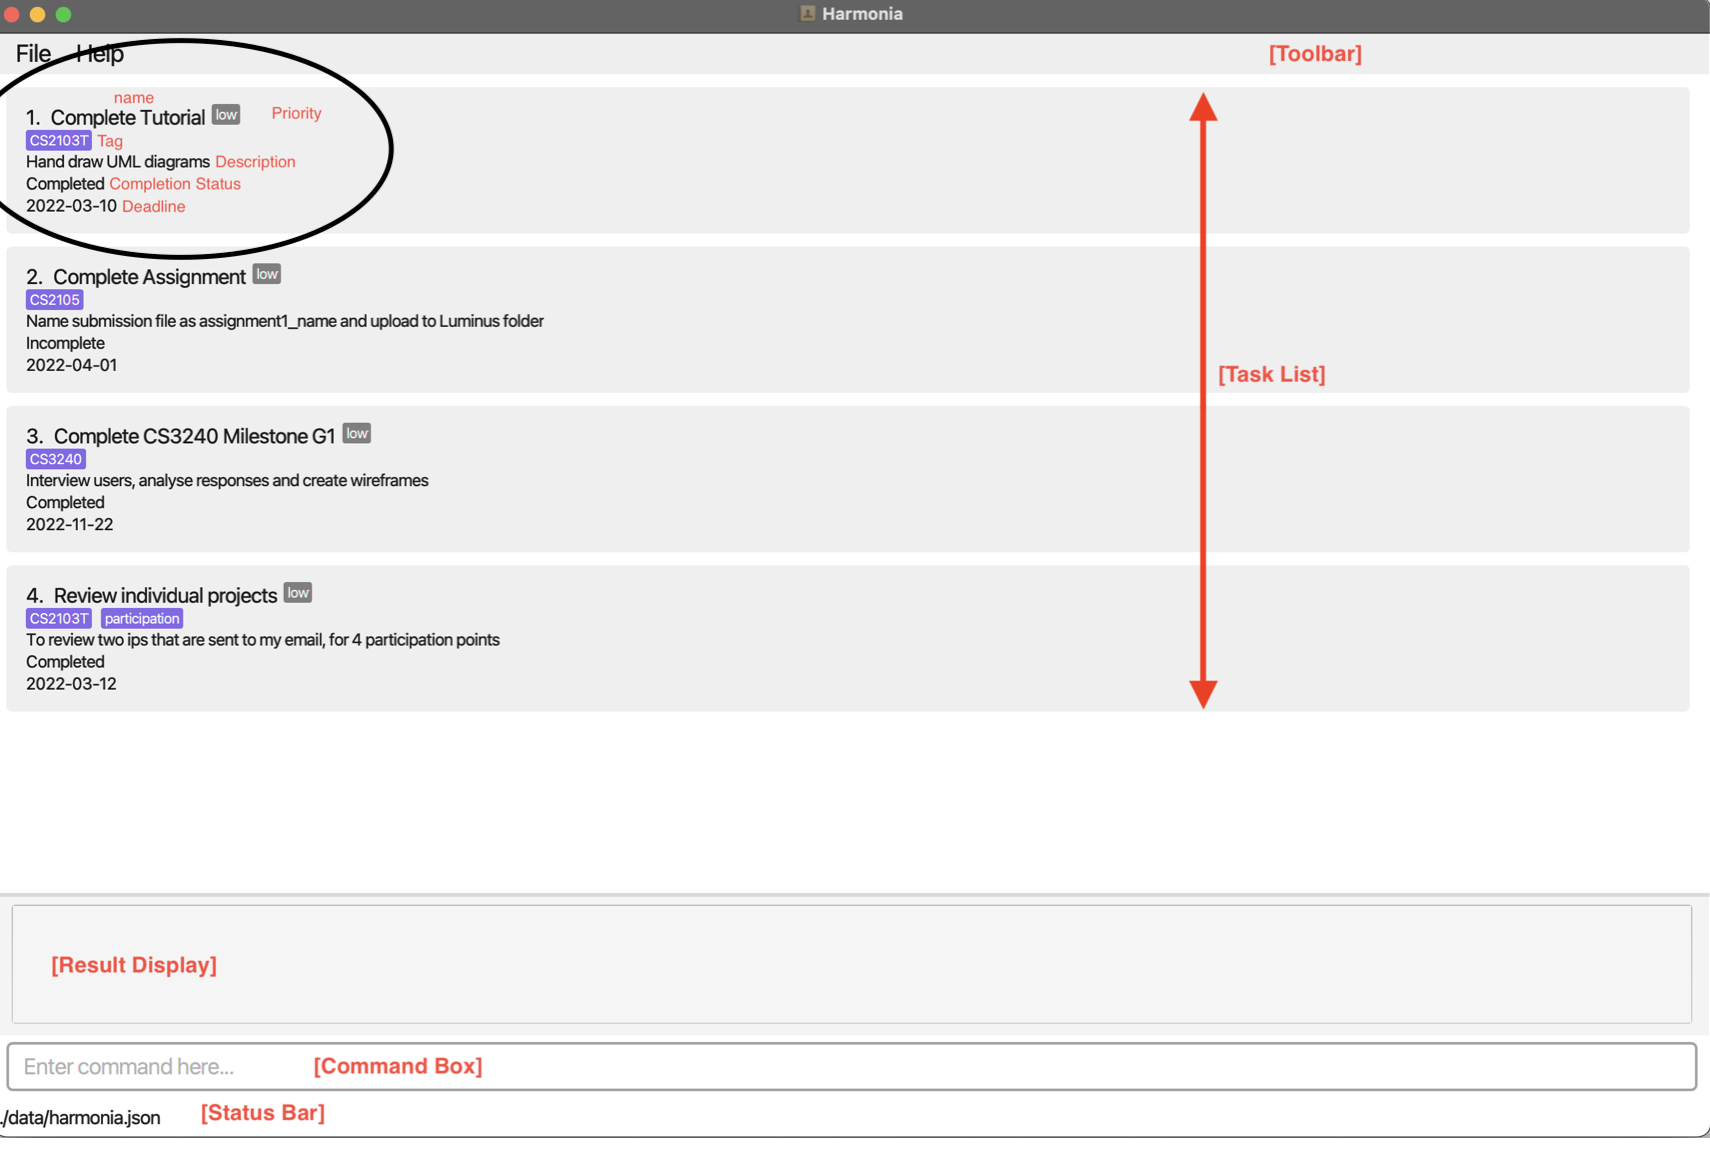 Harmonia
File Help [Toolbar]
name
1. Complete Tutorial low Priority
CS2103T Tag
Hand draw UML diagrams Description
Completed Completion Status
2022-03-10 Deadline
2. Complete Assignment low
CS2105
Name submission file as assignment1_name and upload to Luminus folder
Incomplete
2022-04-01
[Task List]
3. Complete CS3240 Milestone G1 low
CS3240
Interview users, analyse responses and create wireframes
Completed
2022-11-22
4. Review individual projects low
CS2103T participation
To review two ips that are sent to my email, for 4 participation points
Completed
2022-03-12
[Result Display]
Enter command here... [Command Box]
./data/harmonia.json [Status Bar]